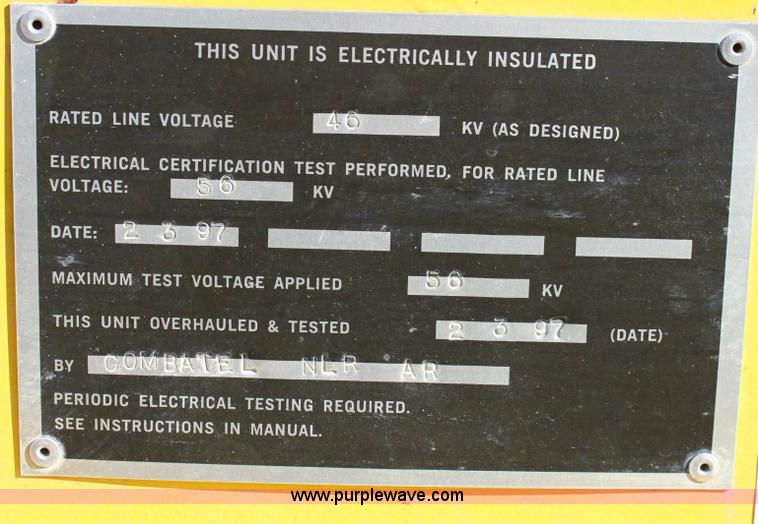 THIS UNIT IS ELECTRICALLY INSULATED
RATED LINE VOLTAGE 46 KV (AS DESIGNED)
ELECTRICAL CERTIFICATION TEST PERFORMED, FOR RATED LINE
VOLTAGE: 56 KV
DATE: 2 3 97
MAXIMUM TEST VOLTAGE APPLIED 56 KV
THIS UNIT OVERHAULED & TESTED 2 3 97 (DATE)
BY COMBATEL NLR AR
PERIODIC ELECTRICAL TESTING REQUIRED.
SEE INSTRUCTIONS IN MANUAL.
www.purplewave.com